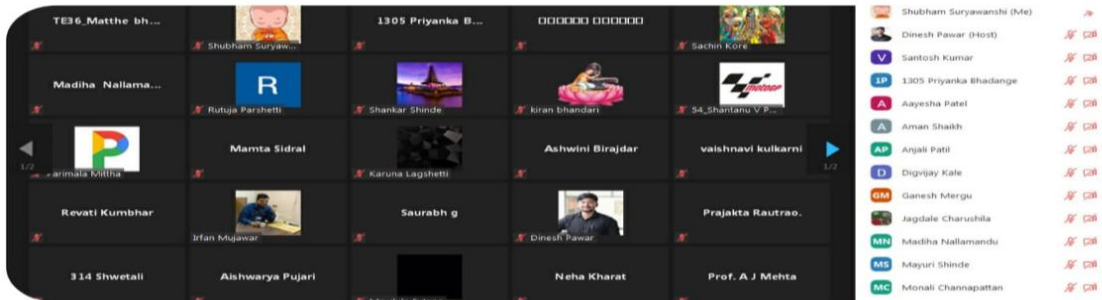 TE36_Matthe bh...
Shubham Suryaw...
1305 Priyanka B...
Sachin Kore
Madiha Nallama...
R
Rutuja Parshetti
Shankar Shinde
kiran bhandari
motoGP
54_Shantanu V P...
1/2
P
Parimala Mittha
Mamta Sidral
Karuna Lagshetti
Ashwini Birajdar
vaishnavi kulkarni
1/2
Revati Kumbhar
Irfan Mujawar
Saurabh g
Dinesh Pawar
Prajakta Rautrao.
314 Shwetali
Aishwarya Pujari
Neha Kharat
Prof. A J Mehta
Shubham Suryawanshi (Me)
Dinesh Pawar (Host)
V Santosh Kumar
1P 1305 Priyanka Bhadange
A Aayesha Patel
A Aman Shaikh
AP Anjali Patil
D Digvijay Kale
GM Ganesh Mergu
Jagdale Charushila
MN Madiha Nallamandu
MS Mayuri Shinde
MC Monali Channapattan